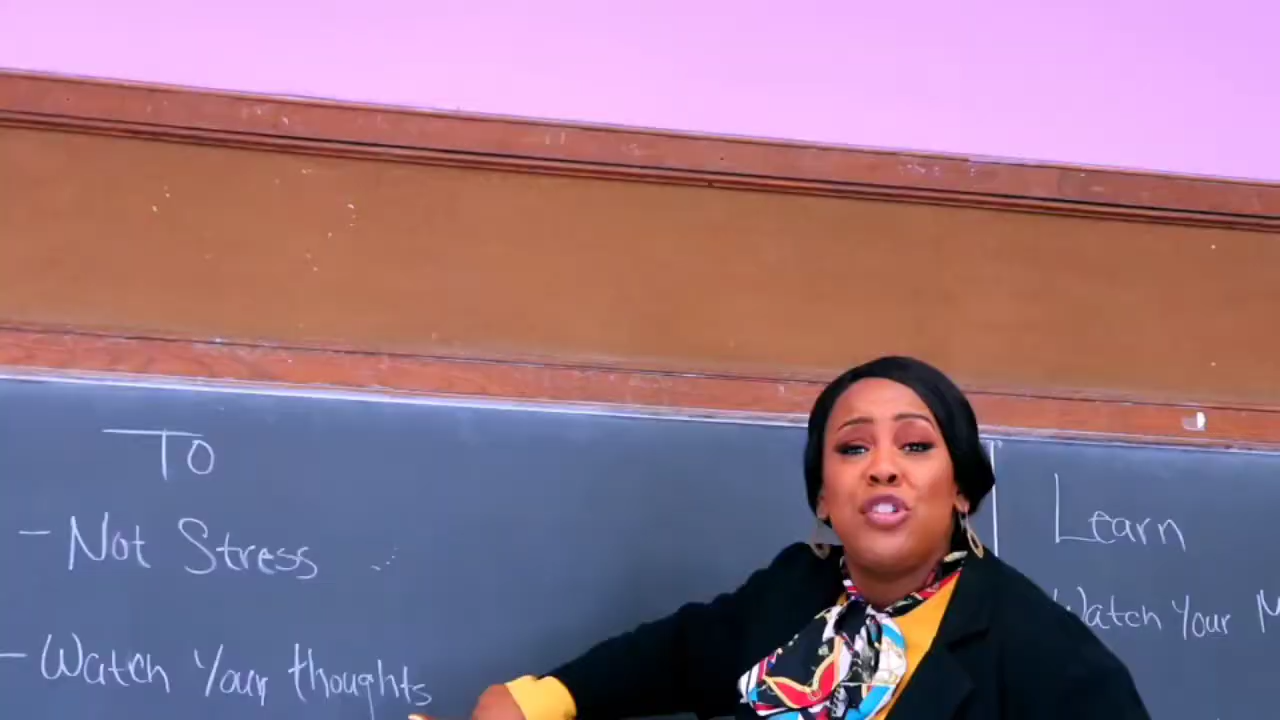 TO
- Not Stress
- Watch Your thoughts
Learn
Watch Your